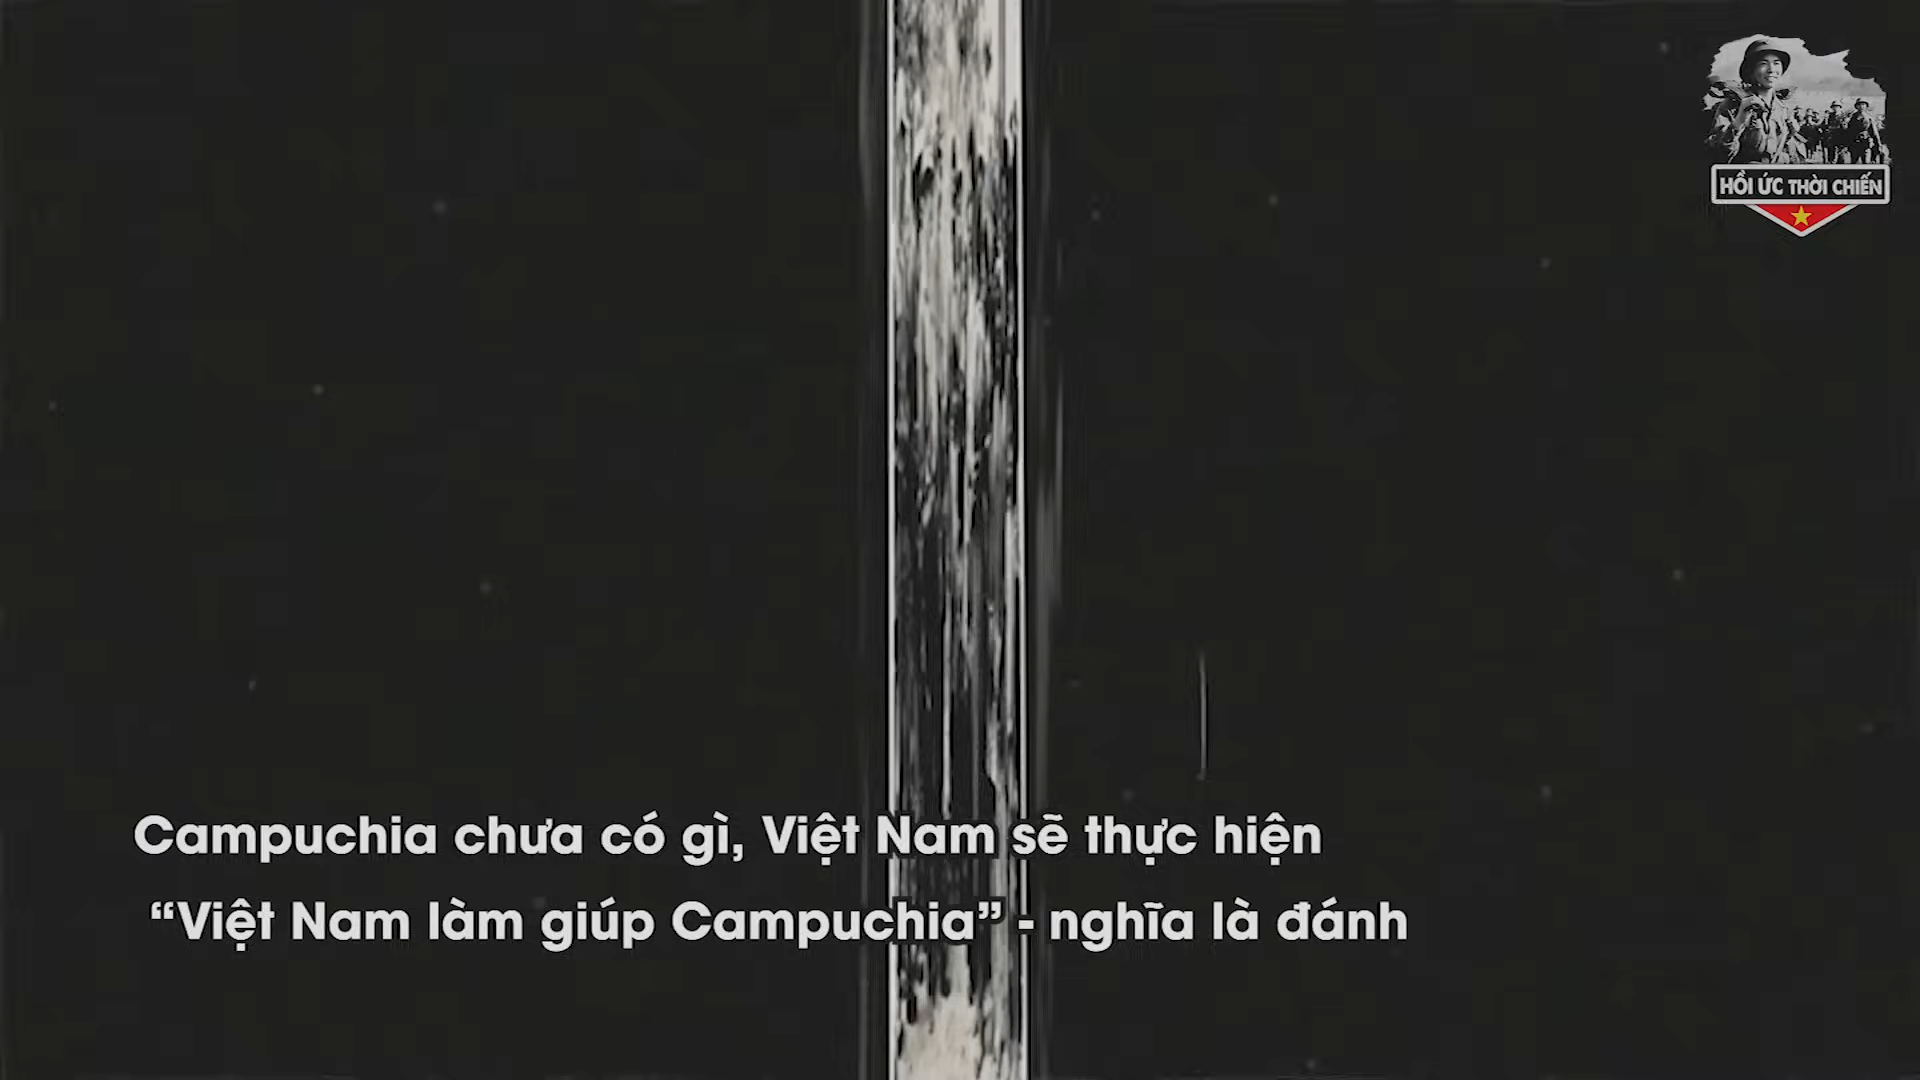 HỒI ỨC THỜI CHIẾN
Campuchia chưa có gì, Việt Nam sẽ thực hiện
“Việt Nam làm giúp Campuchia” - nghĩa là đánh